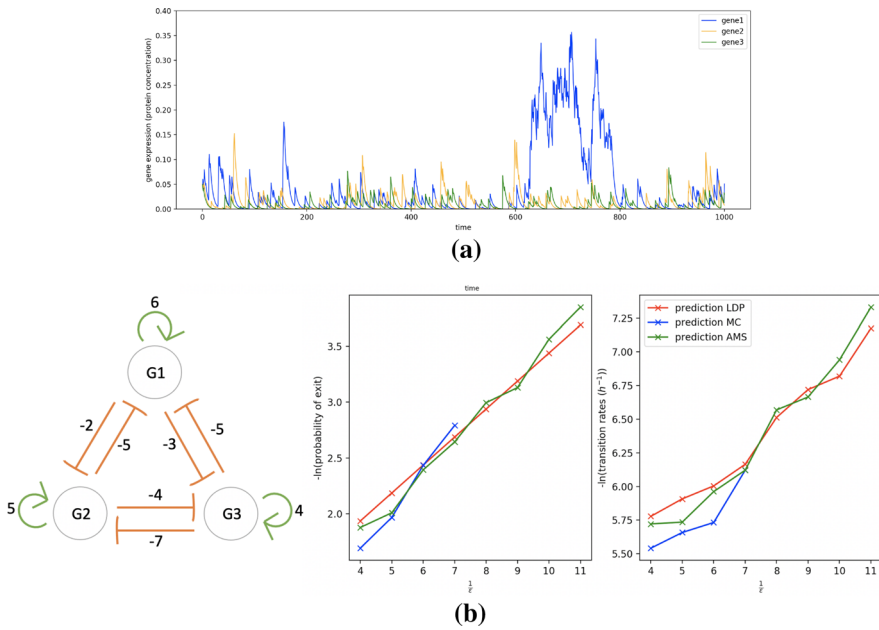 0.40
0.35
0.30
0.25
0.20
0.15
0.10
0.05
0.00
gene expression (protein concentration)
gene1
gene2
gene3
0
200
400
600
800
1000
time
(a)
6
G1
-2
-5
-3
-5
5
G2
-4
-7
G3
4
time
-ln(probability of exit)
3.5
3.0
2.5
2.0
4 5 6 7 8 9 10 11
1
ε
-ln(transition rates (h⁻¹))
prediction LDP
prediction MC
prediction AMS
7.25
7.00
6.75
6.50
6.25
6.00
5.75
5.50
4 5 6 7 8 9 10 11
1
ε
(b)